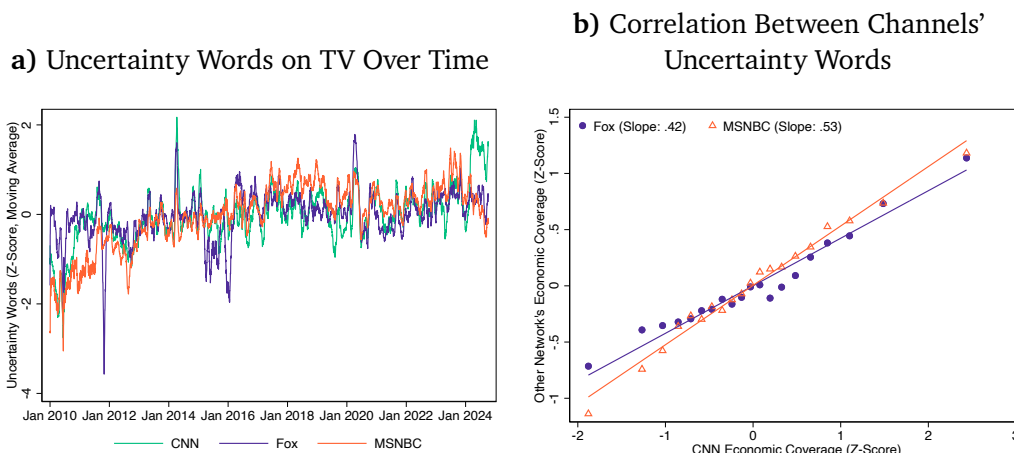 a) Uncertainty Words on TV Over Time
Uncertainty Words (Z-Score, Moving Average)
2
0
-2
-4
Jan 2010 Jan 2012 Jan 2014 Jan 2016 Jan 2018 Jan 2020 Jan 2022 Jan 2024
CNN Fox MSNBC
b) Correlation Between Channels'
Uncertainty Words
Other Network's Economic Coverage (Z-Score)
1.5
1
.5
0
-.5
-1
Fox (Slope: .42) MSNBC (Slope: .53)
-2 -1 0 1 2 3
CNN Economic Coverage (Z-Score)